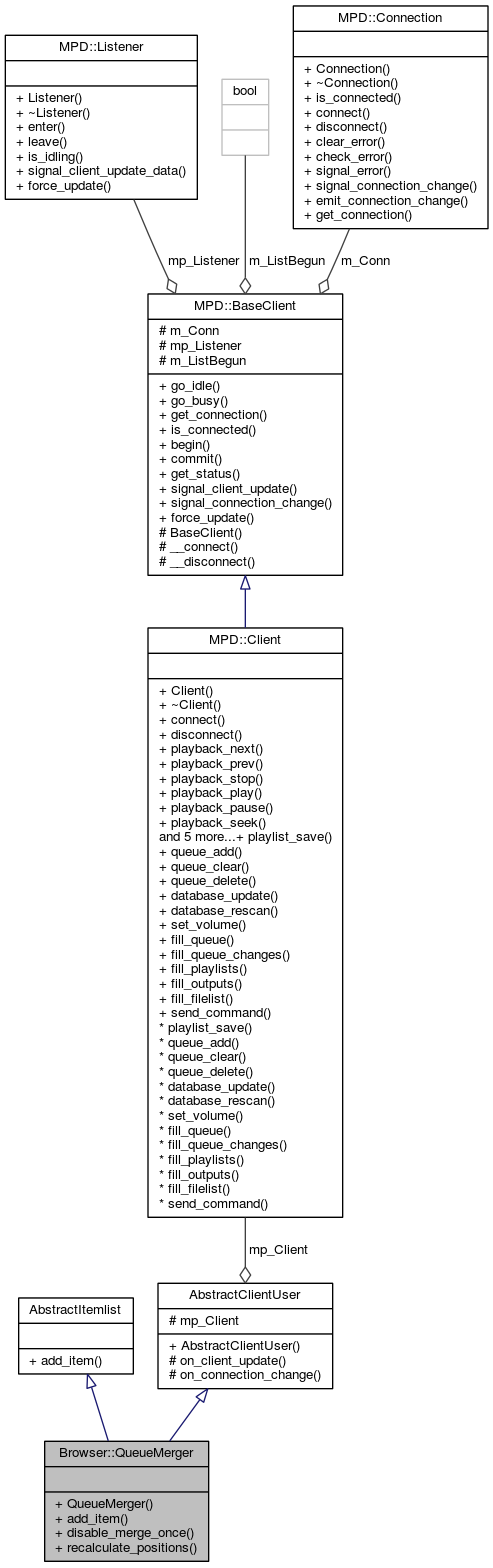 MPD::Listener
+ Listener()
+ ~Listener()
+ enter()
+ leave()
+ is_idling()
+ signal_client_update_data()
+ force_update()
bool
MPD::Connection
+ Connection()
+ ~Connection()
+ is_connected()
+ connect()
+ disconnect()
+ clear_error()
+ check_error()
+ signal_error()
+ signal_connection_change()
+ emit_connection_change()
+ get_connection()
mp_Listener
m_ListBegun
m_Conn
MPD::BaseClient
# m_Conn
# mp_Listener
# m_ListBegun
+ go_idle()
+ go_busy()
+ get_connection()
+ is_connected()
+ begin()
+ commit()
+ get_status()
+ signal_client_update()
+ signal_connection_change()
+ force_update()
# BaseClient()
# __connect()
# __disconnect()
MPD::Client
+ Client()
+ ~Client()
+ connect()
+ disconnect()
+ playback_next()
+ playback_prev()
+ playback_stop()
+ playback_play()
+ playback_pause()
+ playback_seek()
and 5 more...+ playlist_save()
+ queue_add()
+ queue_clear()
+ queue_delete()
+ database_update()
+ database_rescan()
+ set_volume()
+ fill_queue()
+ fill_queue_changes()
+ fill_playlists()
+ fill_outputs()
+ fill_filelist()
+ send_command()
* playlist_save()
* queue_add()
* queue_clear()
* queue_delete()
* database_update()
* database_rescan()
* set_volume()
* fill_queue()
* fill_queue_changes()
* fill_playlists()
* fill_outputs()
* fill_filelist()
* send_command()
mp_Client
AbstractItemlist
+ add_item()
AbstractClientUser
# mp_Client
+ AbstractClientUser()
# on_client_update()
# on_connection_change()
Browser::QueueMerger
+ QueueMerger()
+ add_item()
+ disable_merge_once()
+ recalculate_positions()